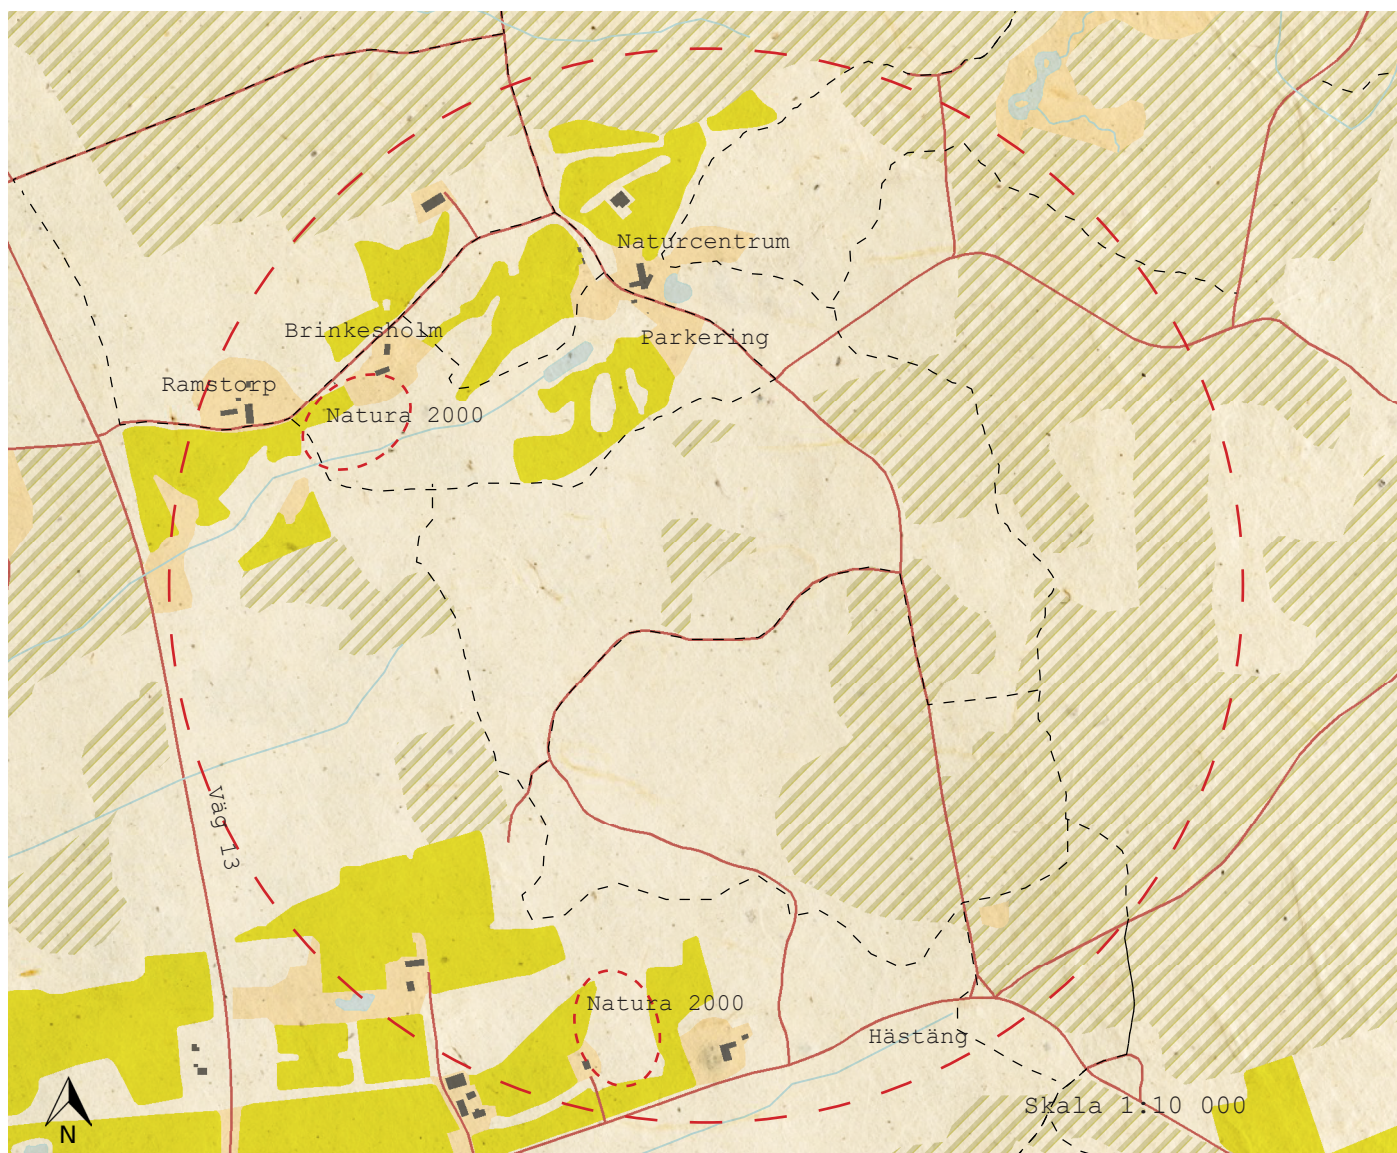 Naturcentrum
Brinkesholm
Parkering
Ramstorp
Natura 2000
Väg 13
Natura 2000
Hästäng
Skala 1:10 000
N